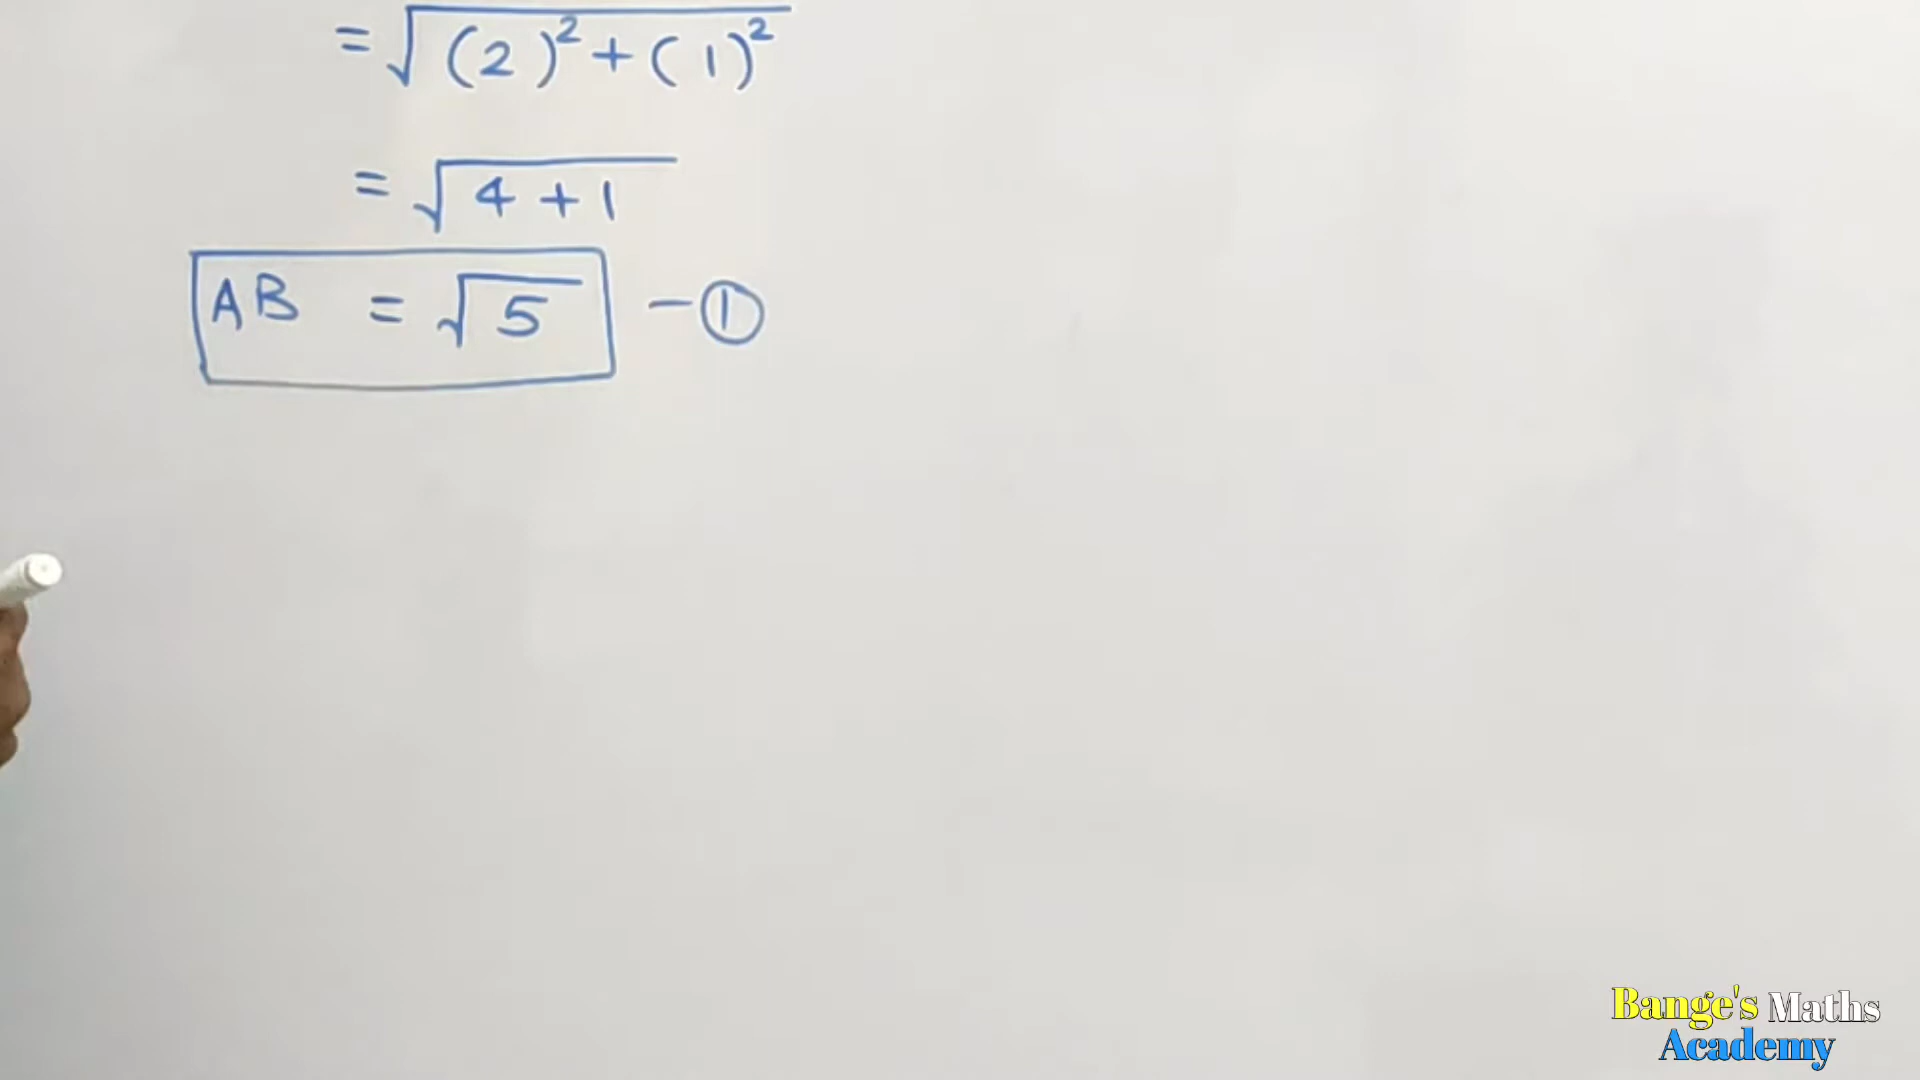 = √(2)² + (1)²
= √4 + 1
AB = √5 — ①
Bange's Maths
Academy